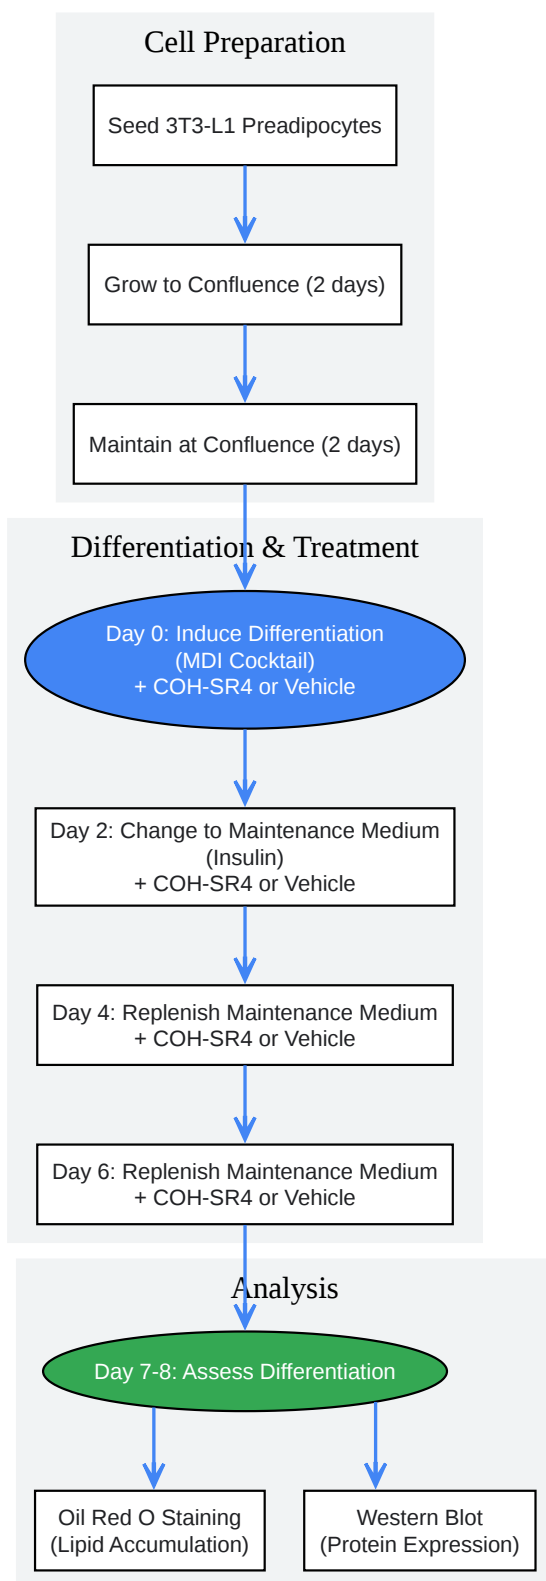 Cell Preparation
Seed 3T3-L1 Preadipocytes
Grow to Confluence (2 days)
Maintain at Confluence (2 days)
Differentiation & Treatment
Day 0: Induce Differentiation
(MDI Cocktail)
+ COH-SR4 or Vehicle
Day 2: Change to Maintenance Medium
(Insulin)
+ COH-SR4 or Vehicle
Day 4: Replenish Maintenance Medium
+ COH-SR4 or Vehicle
Day 6: Replenish Maintenance Medium
+ COH-SR4 or Vehicle
Analysis
Day 7-8: Assess Differentiation
Oil Red O Staining
(Lipid Accumulation)
Western Blot
(Protein Expression)